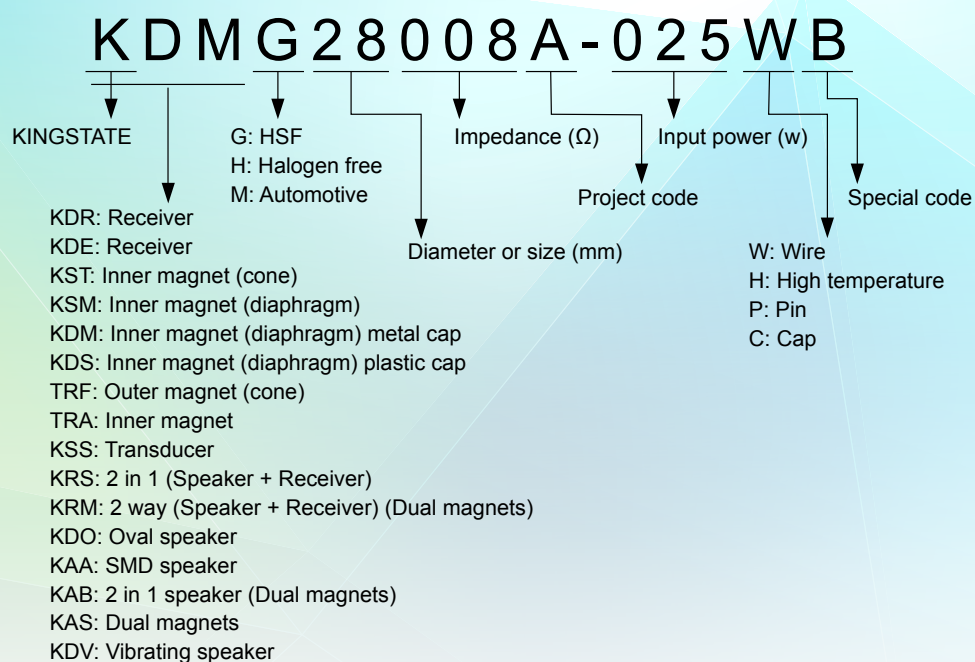 KDMG28008A-025WB
KINGSTATE
G: HSF
H: Halogen free
M: Automotive
Impedance (Ω)
Input power (w)
Project code
Special code
Diameter or size (mm)
W: Wire
H: High temperature
P: Pin
C: Cap
KDR: Receiver
KDE: Receiver
KST: Inner magnet (cone)
KSM: Inner magnet (diaphragm)
KDM: Inner magnet (diaphragm) metal cap
KDS: Inner magnet (diaphragm) plastic cap
TRF: Outer magnet (cone)
TRA: Inner magnet
KSS: Transducer
KRS: 2 in 1 (Speaker + Receiver)
KRM: 2 way (Speaker + Receiver) (Dual magnets)
KDO: Oval speaker
KAA: SMD speaker
KAB: 2 in 1 speaker (Dual magnets)
KAS: Dual magnets
KDV: Vibrating speaker